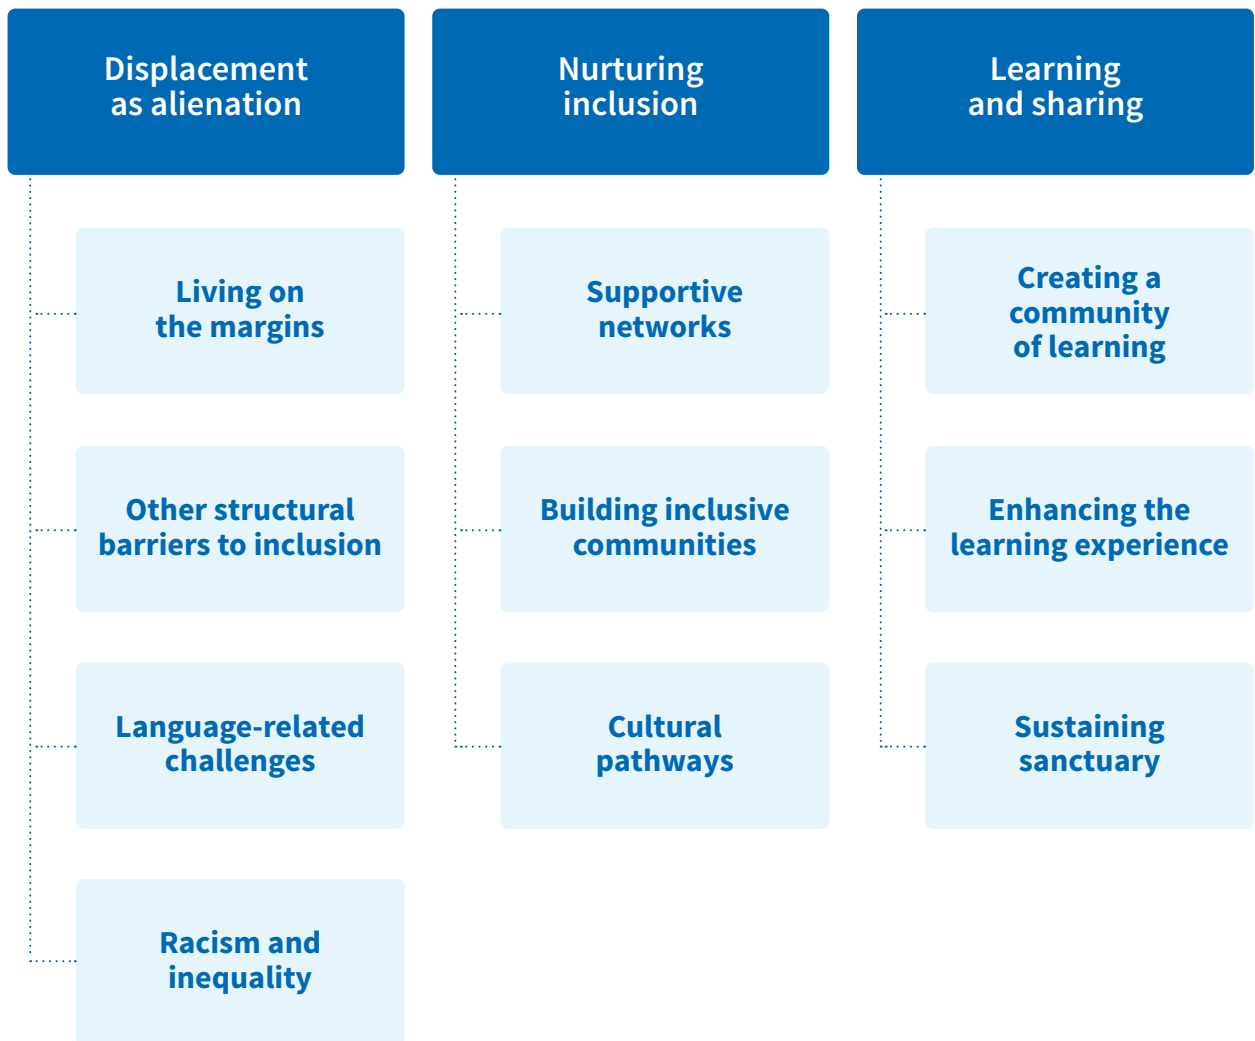 Displacement
as alienation
Living on
the margins
Other structural
barriers to inclusion
Language-related
challenges
Racism and
inequality
Nurturing
inclusion
Supportive
networks
Building inclusive
communities
Cultural
pathways
Learning
and sharing
Creating a
community
of learning
Enhancing the
learning experience
Sustaining
sanctuary